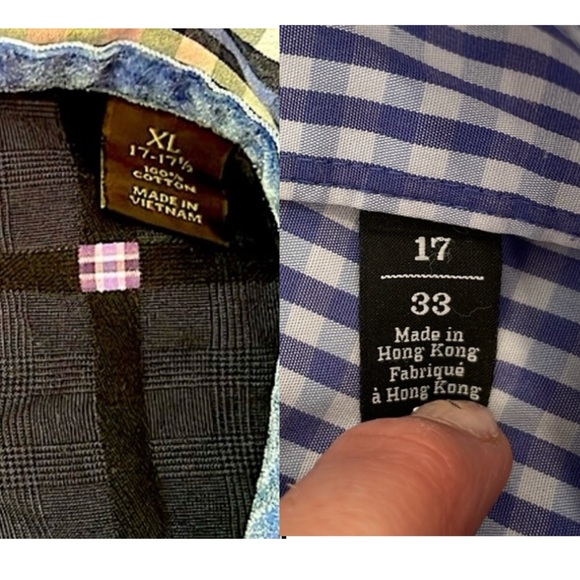 XL
17-17½
100%
COTTON
MADE IN
VIETNAM
17
33
Made in
Hong Kong
Fabriqué
à Hong Kong